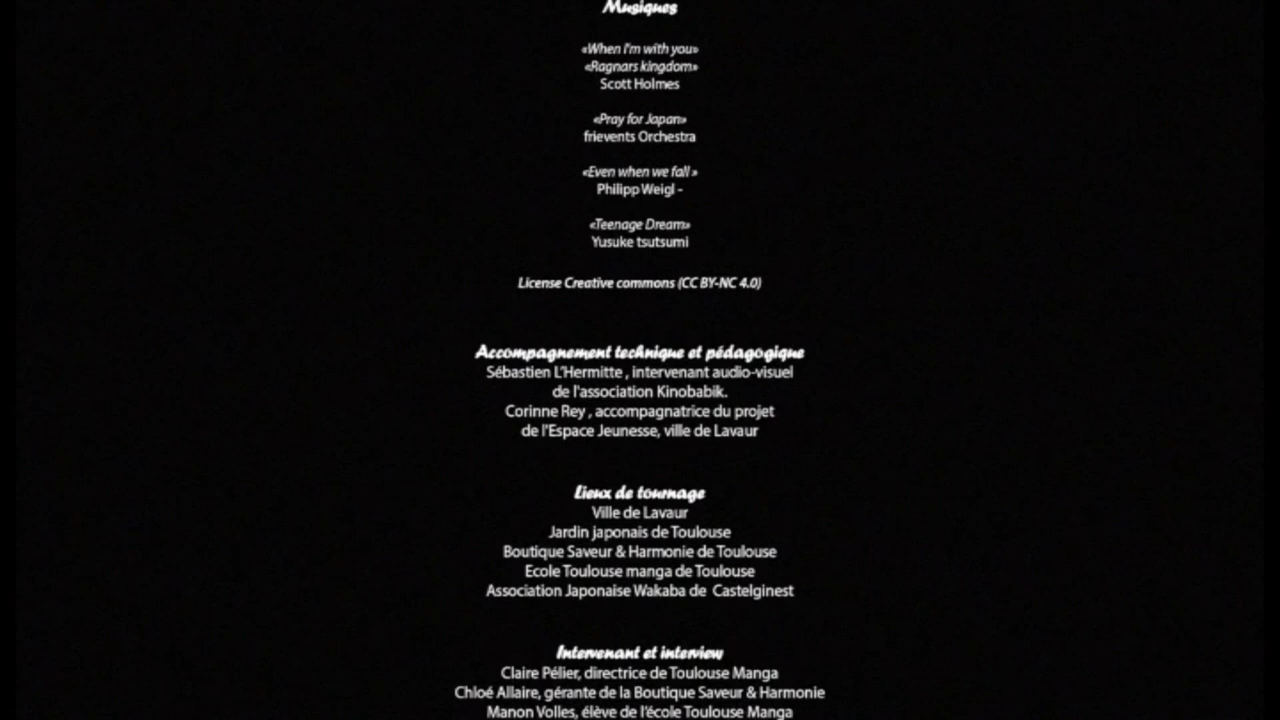 Musiques
«When I'm with you»
«Ragnars kingdom»
Scott Holmes
«Pray for Japan»
frievents Orchestra
«Even when we fall »
Philipp Weigl -
«Teenage Dream»
Yusuke tsutsumi
License Creative commons (CC BY-NC 4.0)
Accompagnement technique et pédagogique
Sébastien L'Hermitte , intervenant audio-visuel
de l'association Kinobabik.
Corinne Rey , accompagnatrice du projet
de l'Espace Jeunesse, ville de Lavaur
Lieux de tournage
Ville de Lavaur
Jardin japonais de Toulouse
Boutique Saveur & Harmonie de Toulouse
Ecole Toulouse manga de Toulouse
Association Japonaise Wakaba de Castelginest
Intervenant et interview
Claire Pélier, directrice de Toulouse Manga
Chloé Allaire, gérante de la Boutique Saveur & Harmonie
Manon Volles, élève de l'école Toulouse Manga